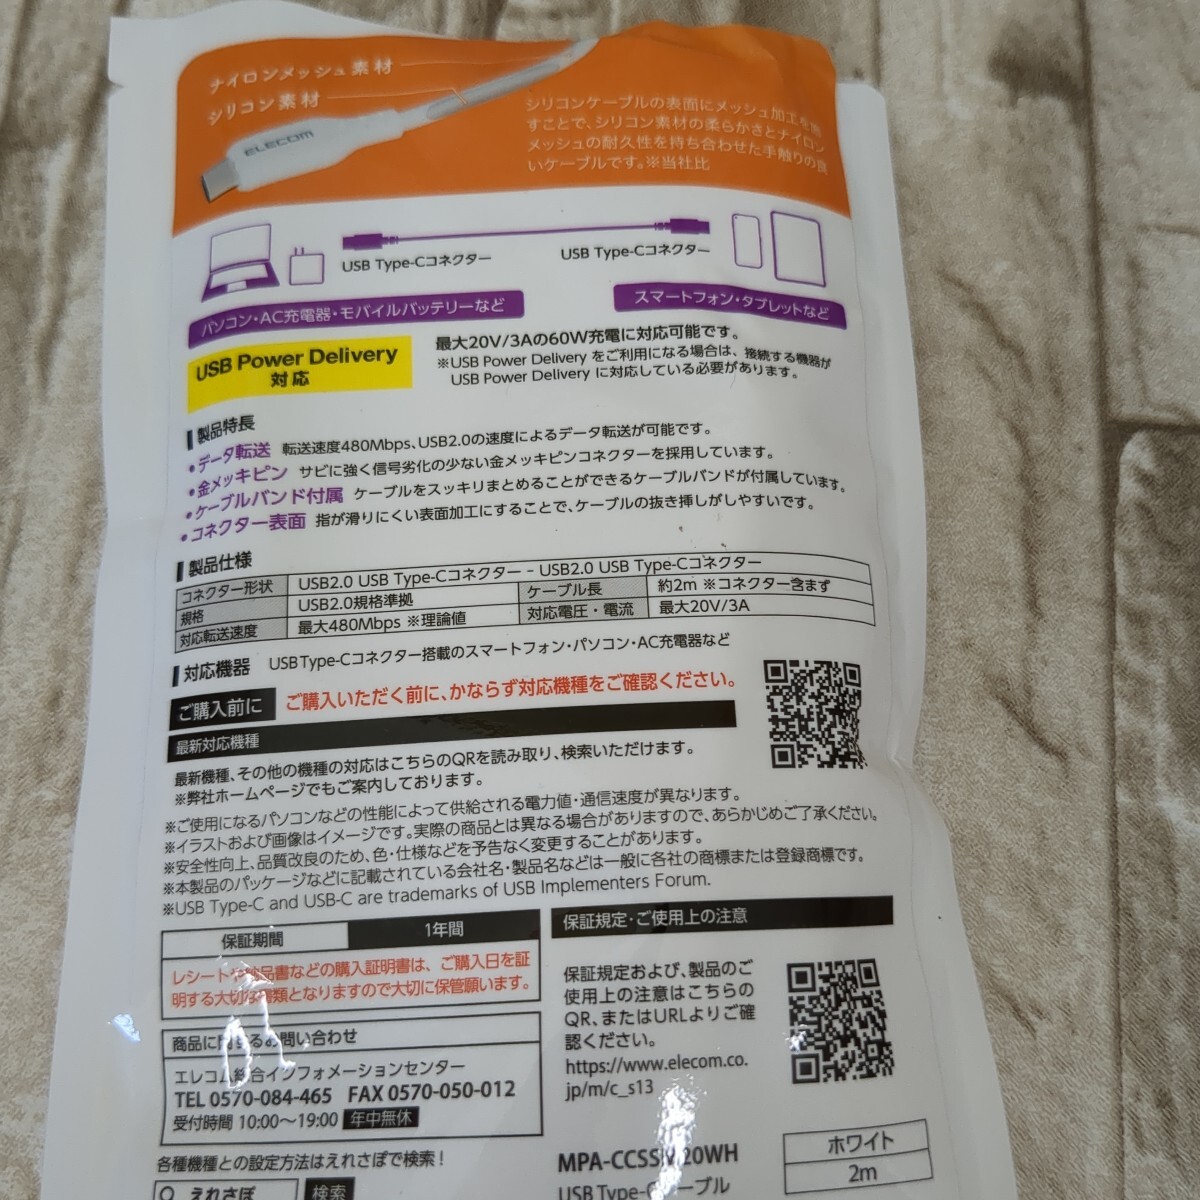 ナイロンメッシュ素材
シリコン素材
ELECOM
シリコンケーブルの表面にメッシュ加工を施
すことで、シリコン素材の柔らかさとナイロン
メッシュの耐久性を持ち合わせた手触りの良
いケーブルです。※当社比
USB Type-Cコネクター
USB Type-Cコネクター
パソコン・AC充電器・モバイルバッテリーなど
スマートフォン・タブレットなど
USB Power Delivery
対応
最大20V/3Aの60W充電に対応可能です。
※USB Power Delivery をご利用になる場合は、接続する機器が
USB Power Delivery に対応している必要があります。
製品特長
・データ転送 転送速度480Mbps、USB2.0の速度によるデータ転送が可能です。
・金メッキピン サビに強く信号劣化の少ない金メッキピンコネクターを採用しています。
・ケーブルバンド付属 ケーブルをスッキリまとめることができるケーブルバンドが付属しています。
・コネクター表面 指が滑りにくい表面加工にすることで、ケーブルの抜き挿しがしやすいです。
製品仕様
コネクター形状 USB2.0 USB Type-Cコネクター - USB2.0 USB Type-Cコネクター
規格 USB2.0規格準拠 ケーブル長 約2m ※コネクター含まず
対応転送速度 最大480Mbps ※理論値 対応電圧・電流 最大20V/3A
対応機器 USB Type-Cコネクター搭載のスマートフォン・パソコン・AC充電器など
ご購入前に ご購入いただく前に、かならず対応機種をご確認ください。
最新対応機種
最新機種、その他の機種の対応はこちらのQRを読み取り、検索いただけます。
※弊社ホームページでもご案内しております。
※ご使用になるパソコンなどの性能によって供給される電力値・通信速度が異なります。
※イラストおよび画像はイメージです。実際の商品とは異なる場合がありますので、あらかじめご了承ください。
※安全性向上、品質改良のため、色・仕様などを予告なく変更することがあります。
※本製品のパッケージなどに記載されている会社名・製品名などは一般に各社の商標または登録商標です。
※USB Type-C and USB-C are trademarks of USB Implementers Forum.
保証期間 1年間
レシートや納品書などの購入証明書は、ご購入日を証
明する大切な書類となりますので大切に保管願います。
商品に関するお問い合わせ
エレコム総合インフォメーションセンター
TEL 0570-084-465 FAX 0570-050-012
受付時間 10:00～19:00 年中無休
各種機種との設定方法はえれさぽで検索!
えれさぽ 検索
保証規定・ご使用上の注意
保証規定および、製品のご
使用上の注意はこちらの
QR、またはURLよりご確
認ください。
https://www.elecom.co.
jp/m/c_s13
MPA-CCSSM20WH
USB Type-Cケーブル
ホワイト
2m